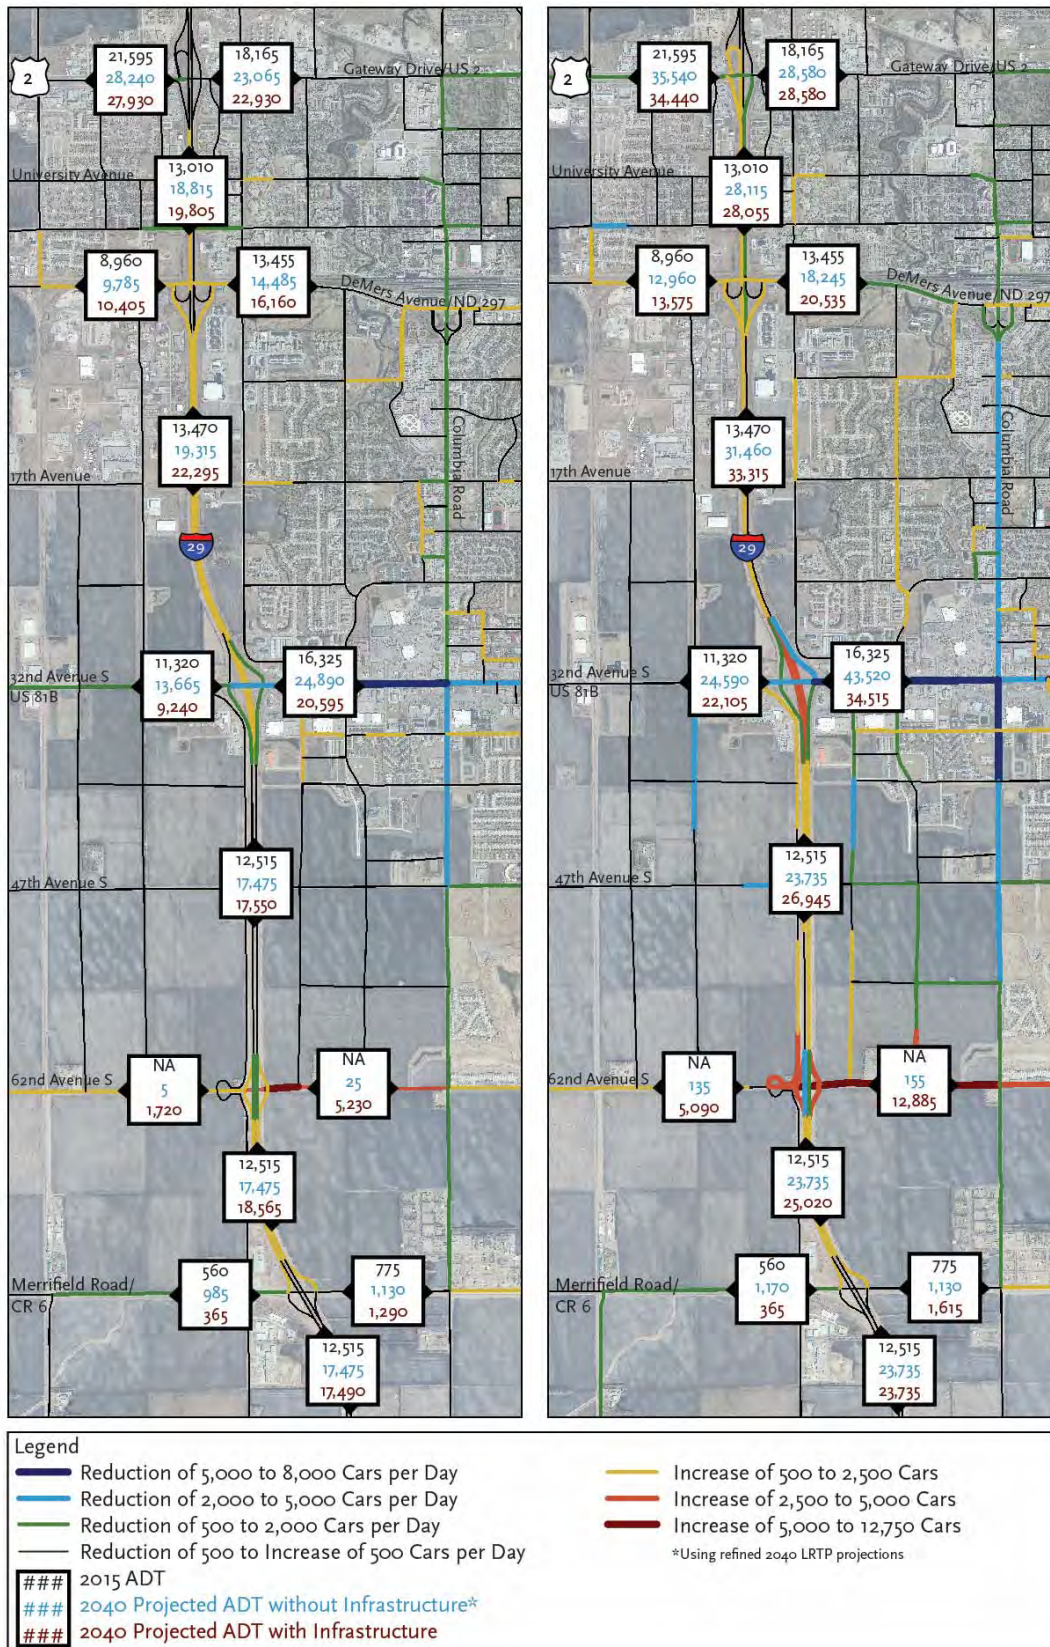 21,595
28,240
27,930
18,165
23,065
22,930
2
Gateway Drive/US 2
University Avenue
13,010
18,815
19,805
8,960
9,785
10,405
13,455
14,485
16,160
DeMers Avenue/ND 297
13,470
19,315
22,295
Columbia Road
17th Avenue
29
11,320
13,665
9,240
16,325
24,890
20,595
32nd Avenue S
US 81B
12,515
17,475
17,550
47th Avenue S
NA
5
1,720
NA
25
5,230
62nd Avenue S
12,515
17,475
18,565
Merrifield Road/
CR 6
560
985
365
775
1,130
1,290
12,515
17,475
17,490
21,595
35,540
34,440
18,165
28,580
28,580
2
Gateway Drive/US 2
University Avenue
13,010
28,115
28,055
8,960
12,960
13,575
13,455
18,245
20,535
DeMers Avenue/ND 297
13,470
31,460
33,315
Columbia Road
17th Avenue
29
11,320
24,590
22,105
16,325
43,520
34,515
32nd Avenue S
US 81B
12,515
23,735
26,945
47th Avenue S
NA
135
5,090
NA
155
12,885
62nd Avenue S
12,515
23,735
25,020
Merrifield Road/
CR 6
560
1,170
365
775
1,130
1,615
12,515
23,735
23,735
Legend
Reduction of 5,000 to 8,000 Cars per Day
Reduction of 2,000 to 5,000 Cars per Day
Reduction of 500 to 2,000 Cars per Day
Reduction of 500 to Increase of 500 Cars per Day
Increase of 500 to 2,500 Cars
Increase of 2,500 to 5,000 Cars
Increase of 5,000 to 12,750 Cars
*Using refined 2040 LRTP projections
### 2015 ADT
### 2040 Projected ADT without Infrastructure*
### 2040 Projected ADT with Infrastructure